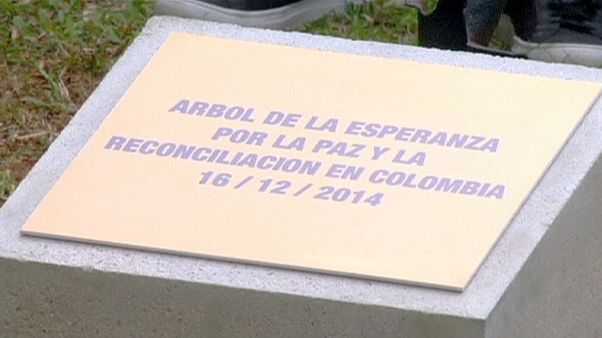 ARBOL DE LA ESPERANZA
POR LA PAZ Y LA
RECONCILIACION EN COLOMBIA
16 / 12 / 2014